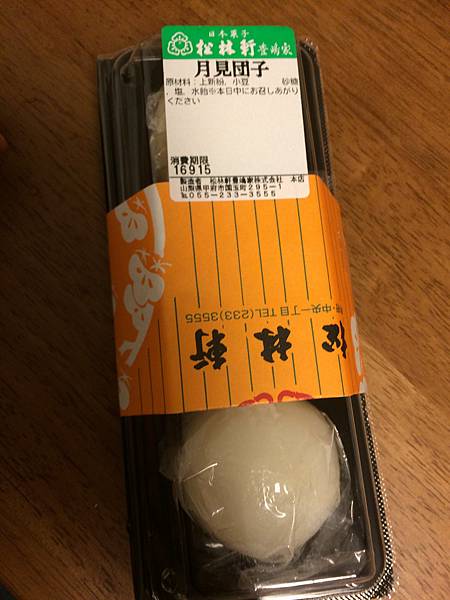 日本菓子
松林軒豊嶋家
月見団子
原材料：上新粉、小豆 砂糖
、塩、水飴※本日中にお召しあがり
ください
消費期限
16915
製造者 松林軒豊嶋家株式会社 本店
山梨県甲府市国玉町295-1
℡055-233-3555
・中央一丁目 TEL(233)3555
松林軒